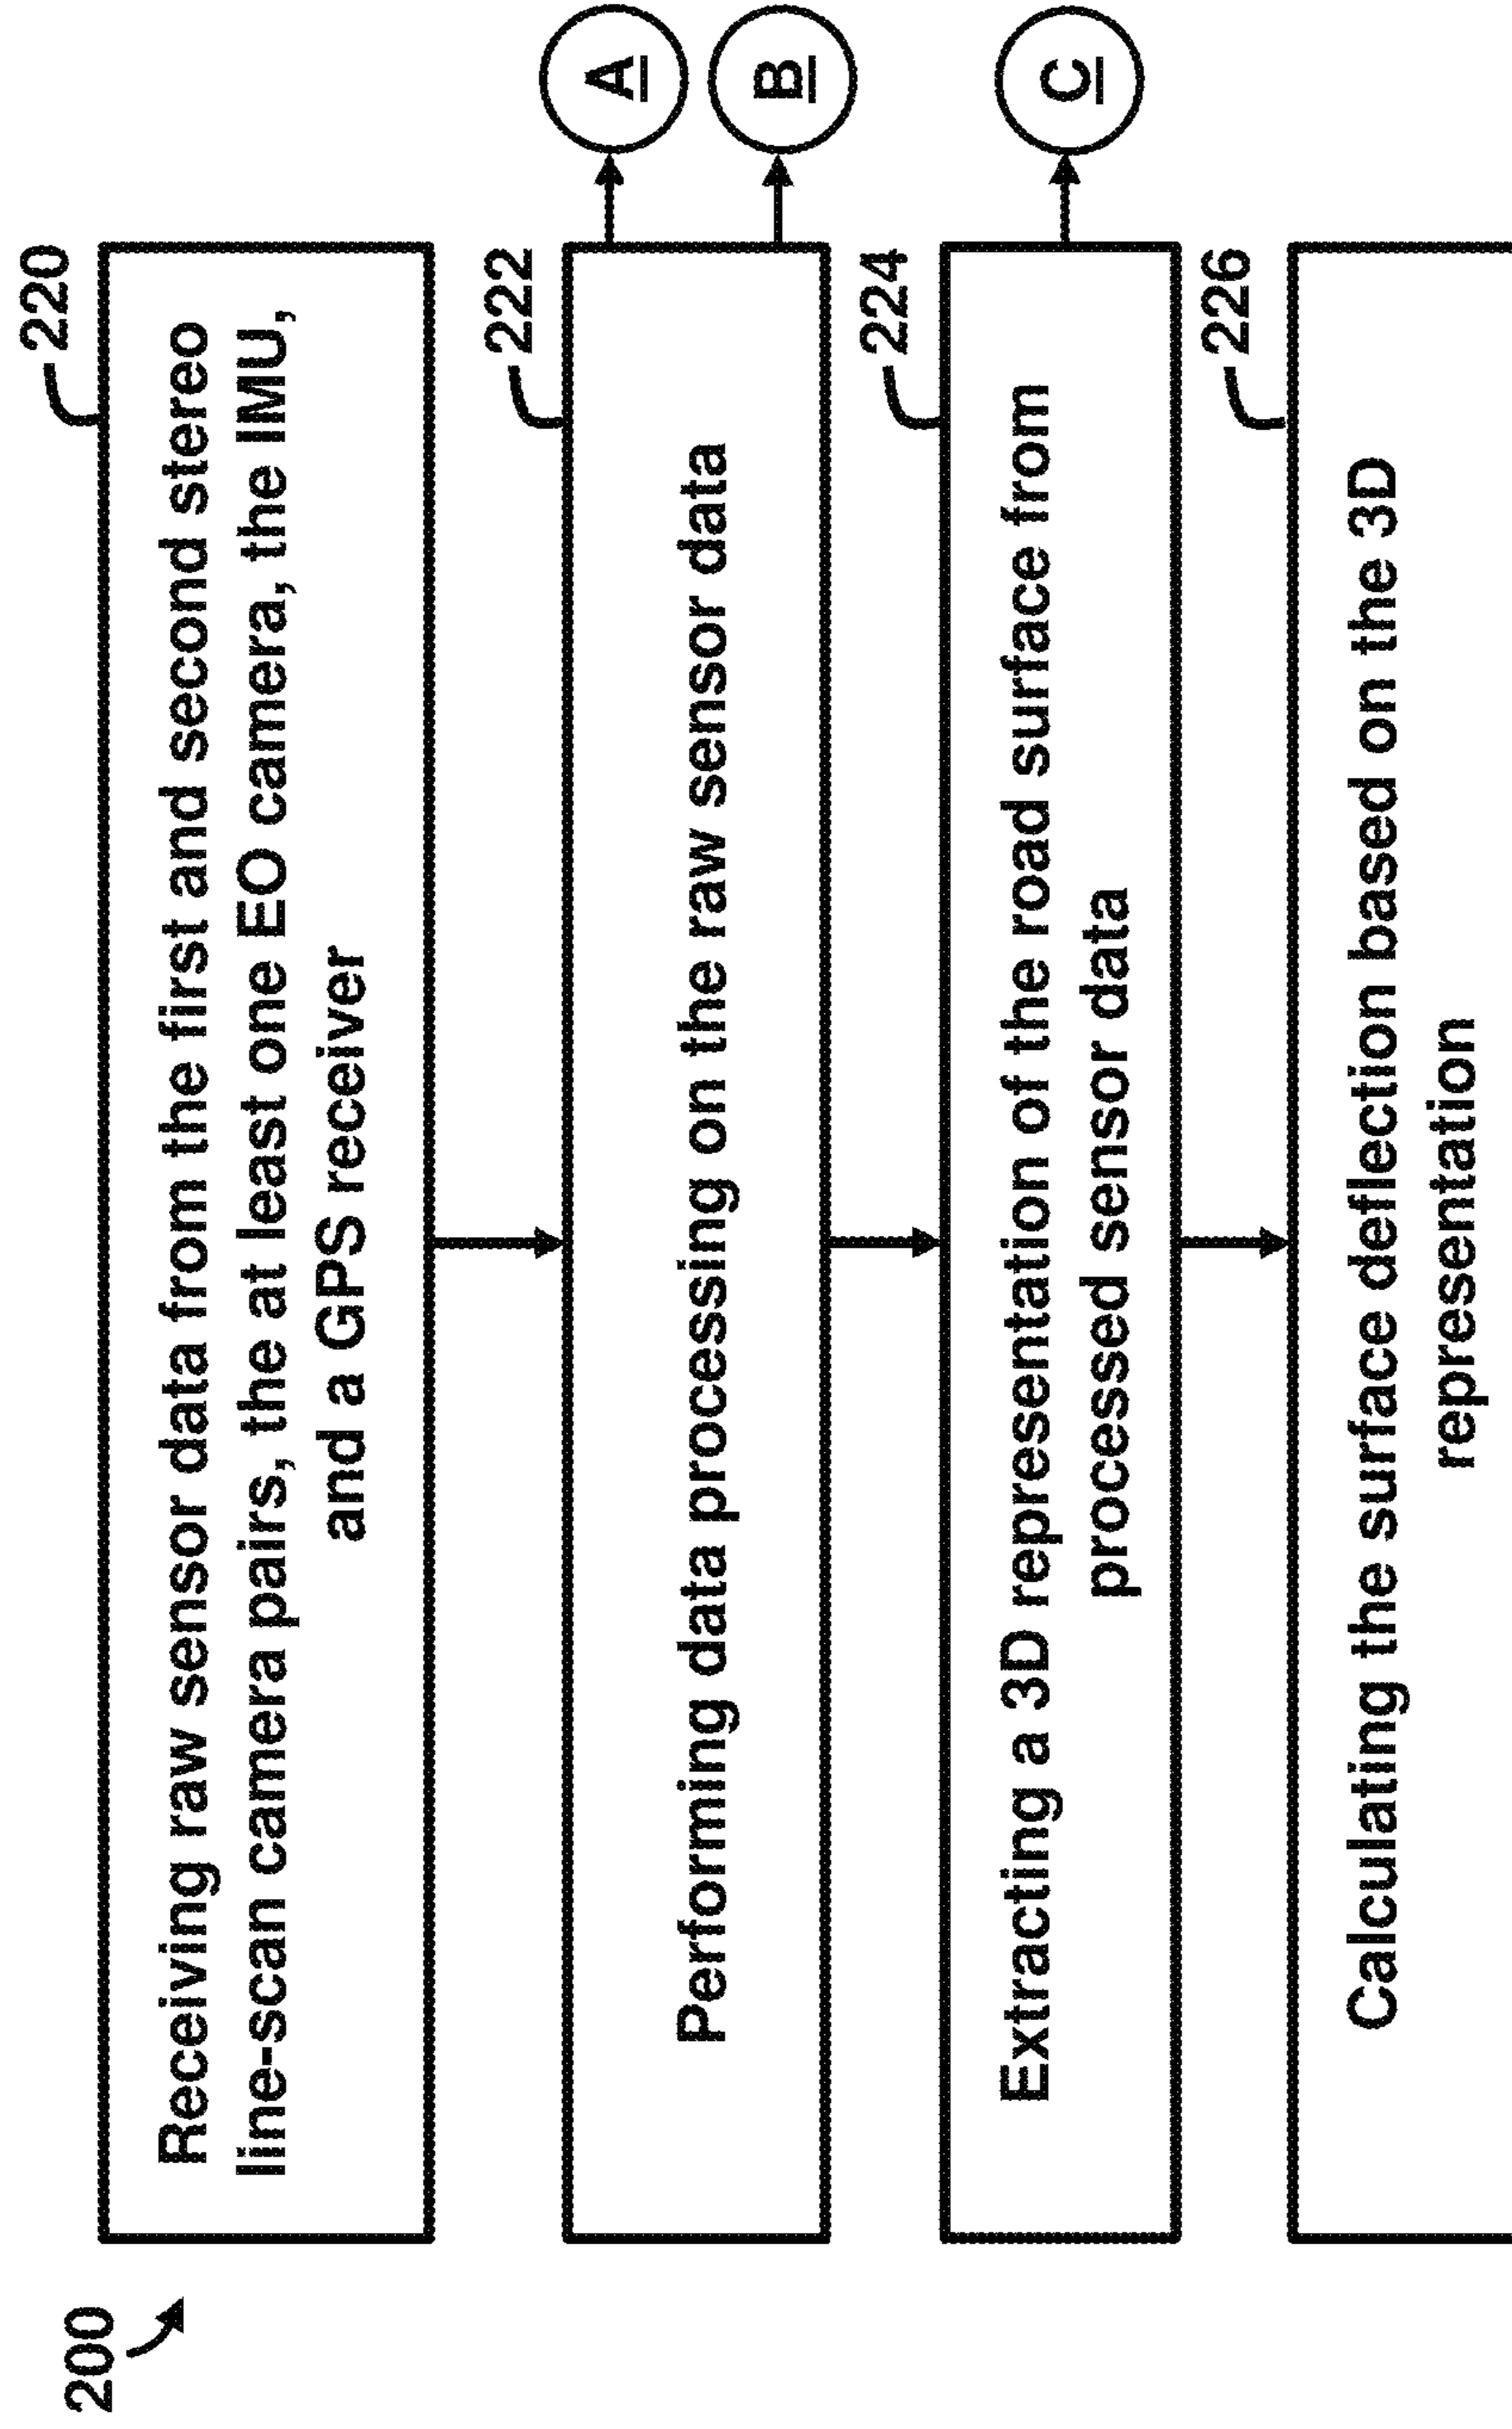 200
220
Receiving raw sensor data from the first and second stereo
line-scan camera pairs, the at least one EO camera, the IMU,
and a GPS receiver
222
Performing data processing on the raw sensor data
A
B
224
Extracting a 3D representation of the road surface from
processed sensor data
C
226
Calculating the surface deflection based on the 3D
representation